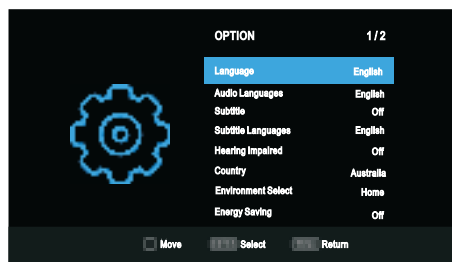 OPTION 1 / 2
Language English
Audio Languages English
Subtitle Off
Subtitle Languages English
Hearing Impaired Off
Country Australia
Environment Select Home
Energy Saving Off
Move Select Return